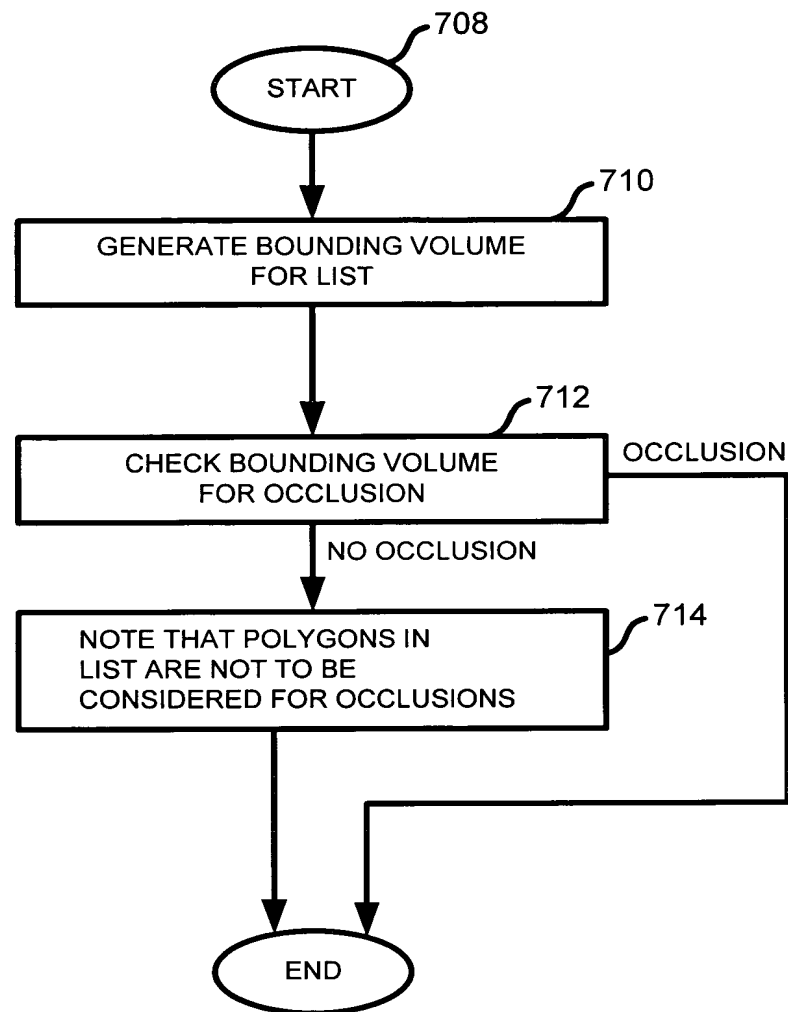 708
START
710
GENERATE BOUNDING VOLUME
FOR LIST
712
CHECK BOUNDING VOLUME
FOR OCCLUSION
OCCLUSION
NO OCCLUSION
714
NOTE THAT POLYGONS IN
LIST ARE NOT TO BE
CONSIDERED FOR OCCLUSIONS
END